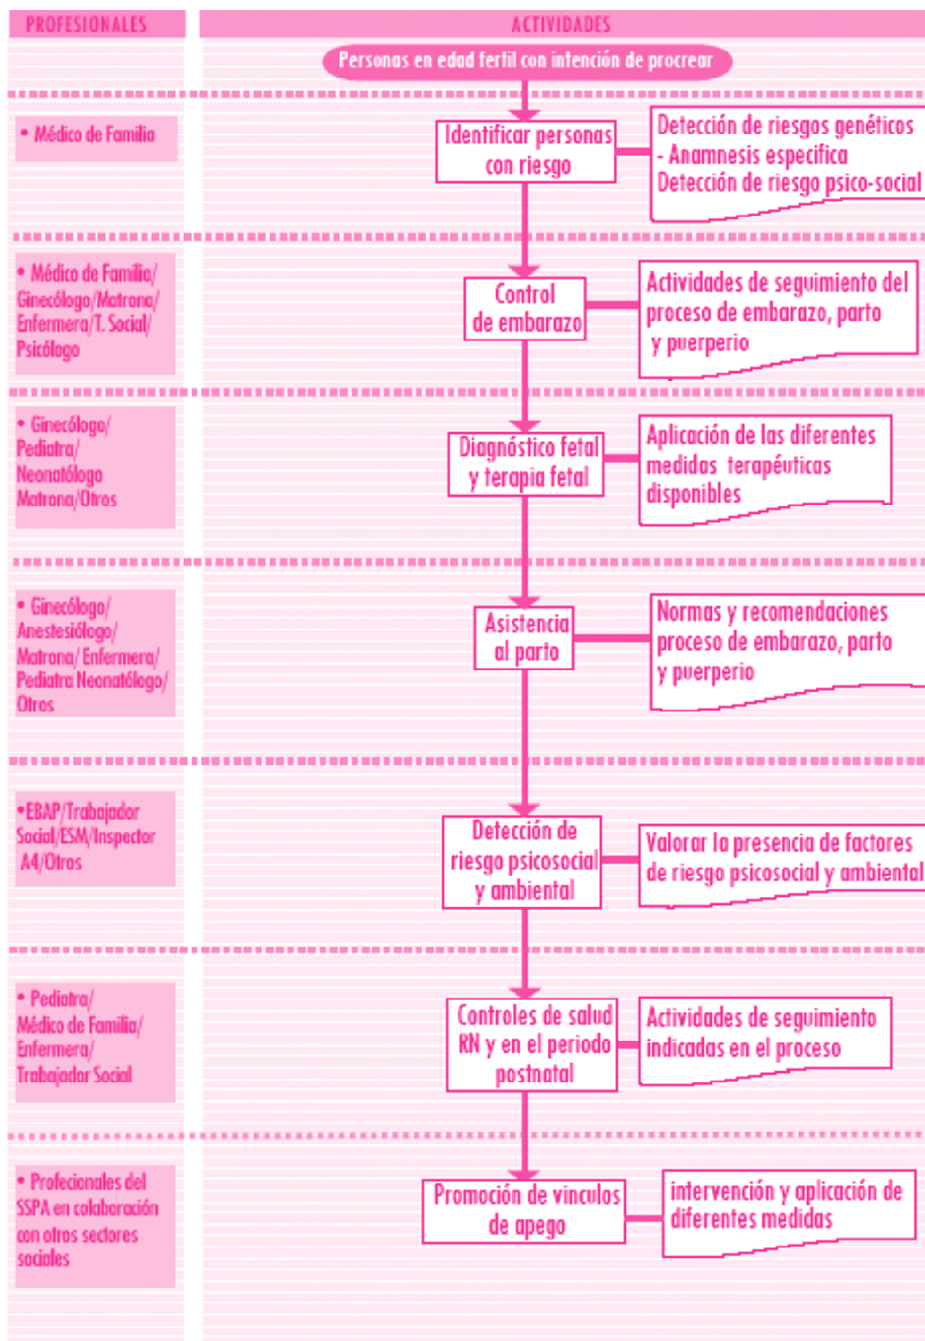 PROFESIONALES
ACTIVIDADES
Personas en edad fertil con intención de procrear
• Médico de Familia
Identificar personas
con riesgo
Detección de riesgos genéticos
- Anamnesis especifica
Detección de riesgo psico-social
• Médico de Familia/
Ginecólogo/Matrona/
Enfermera/T. Social/
Psicólogo
Control
de embarazo
Actividades de seguimiento del
proceso de embarazo, parto
y puerperio
• Ginecólogo/
Pediatra/
Neonatólogo
Matrona/Otros
Diagnóstico fetal
y terapia fetal
Aplicación de las diferentes
medidas terapéuticas
disponibles
• Ginecólogo/
Anestesiólogo/
Matrona/ Enfermera/
Pediatra Neonatólogo/
Otros
Asistencia
al parto
Normas y recomendaciones
proceso de embarazo, parto
y puerperio
•EBAP/Trabajador
Social/ESM/Inspector
A4/Otros
Detección de
riesgo psicosocial
y ambiental
Valorar la presencia de factores
de riesgo psicosocial y ambiental
• Pediatra/
Médico de Familia/
Enfermera/
Trabajador Social
Controles de salud
RN y en el periodo
postnatal
Actividades de seguimiento
indicadas en el proceso
• Profecionales del
SSPA en colaboración
con otros sectores
sociales
Promoción de vinculos
de apego
intervención y aplicación de
diferentes medidas